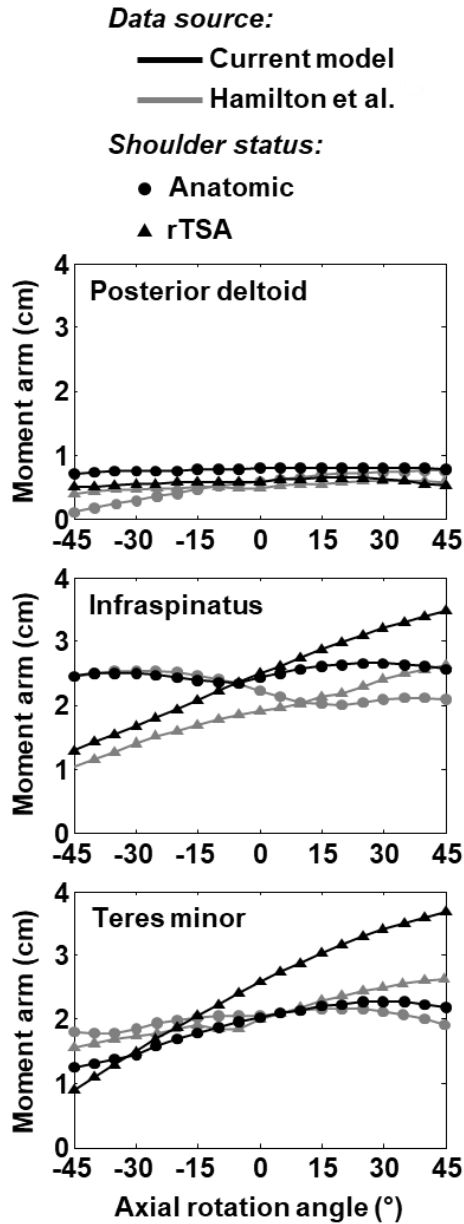 Data source:
Current model
Hamilton et al.
Shoulder status:
Anatomic
rTSA
Posterior deltoid
Moment arm (cm)
4
3
2
1
0
-45 -30 -15 0 15 30 45
Infraspinatus
Moment arm (cm)
4
3
2
1
0
-45 -30 -15 0 15 30 45
Teres minor
Moment arm (cm)
4
3
2
1
0
-45 -30 -15 0 15 30 45
Axial rotation angle (°)